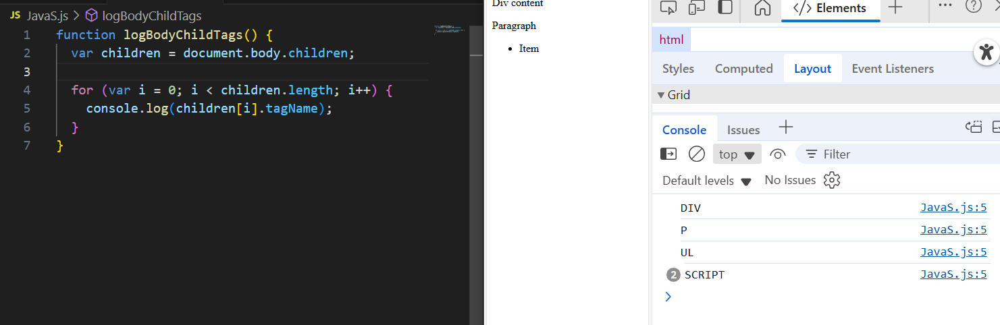 JS JavaS.js > logBodyChildTags
1 function logBodyChildTags() {
2   var children = document.body.children;
3
4   for (var i = 0; i < children.length; i++) {
5     console.log(children[i].tagName);
6   }
7 }
Div content
Paragraph
• Item
</> Elements
html
Styles Computed Layout Event Listeners
Grid
Console Issues
top Filter
Default levels No Issues
DIV JavaS.js:5
P JavaS.js:5
UL JavaS.js:5
2 SCRIPT JavaS.js:5